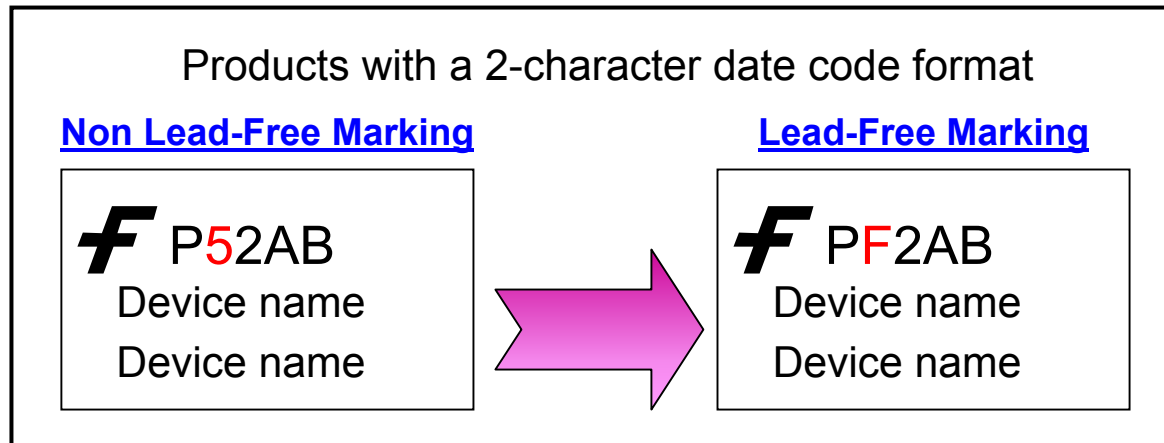 Products with a 2-character date code format
Non Lead-Free Marking
Lead-Free Marking
P52AB
Device name
Device name
PF2AB
Device name
Device name